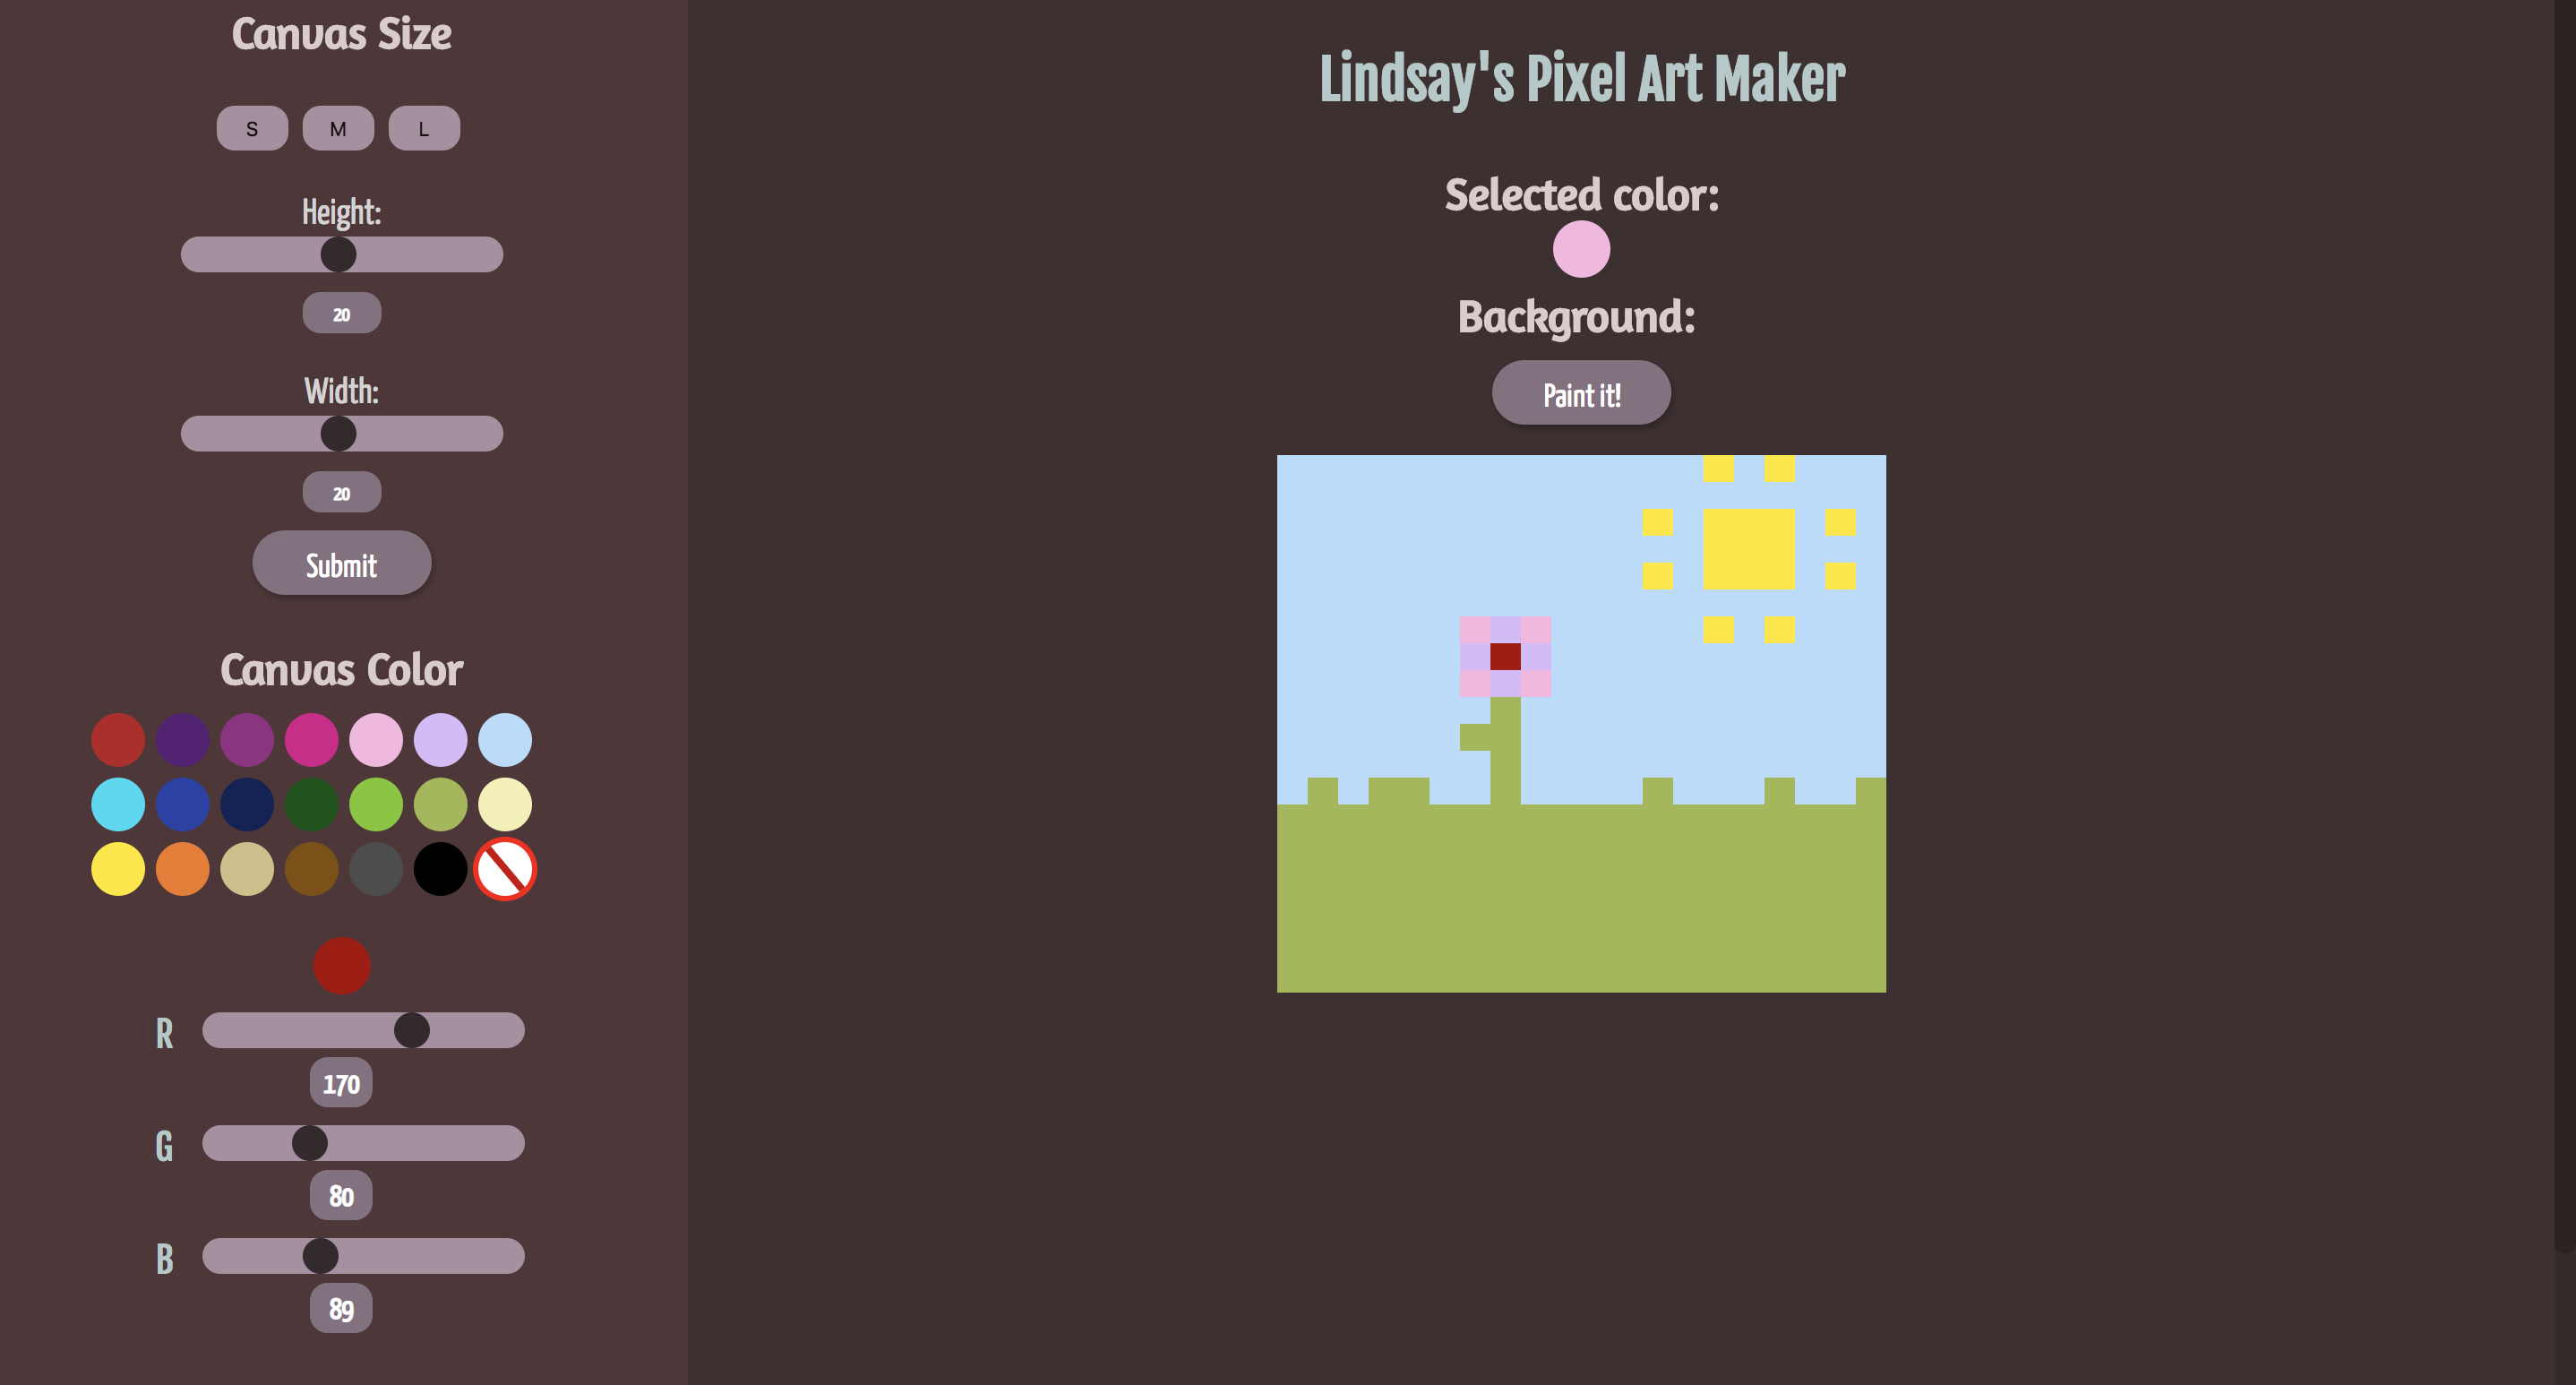 Canvas Size
S M L
Height:
20
Width:
20
Submit
Canvas Color
R
170
G
80
B
89
Lindsay's Pixel Art Maker
Selected color:
Background:
Paint it!